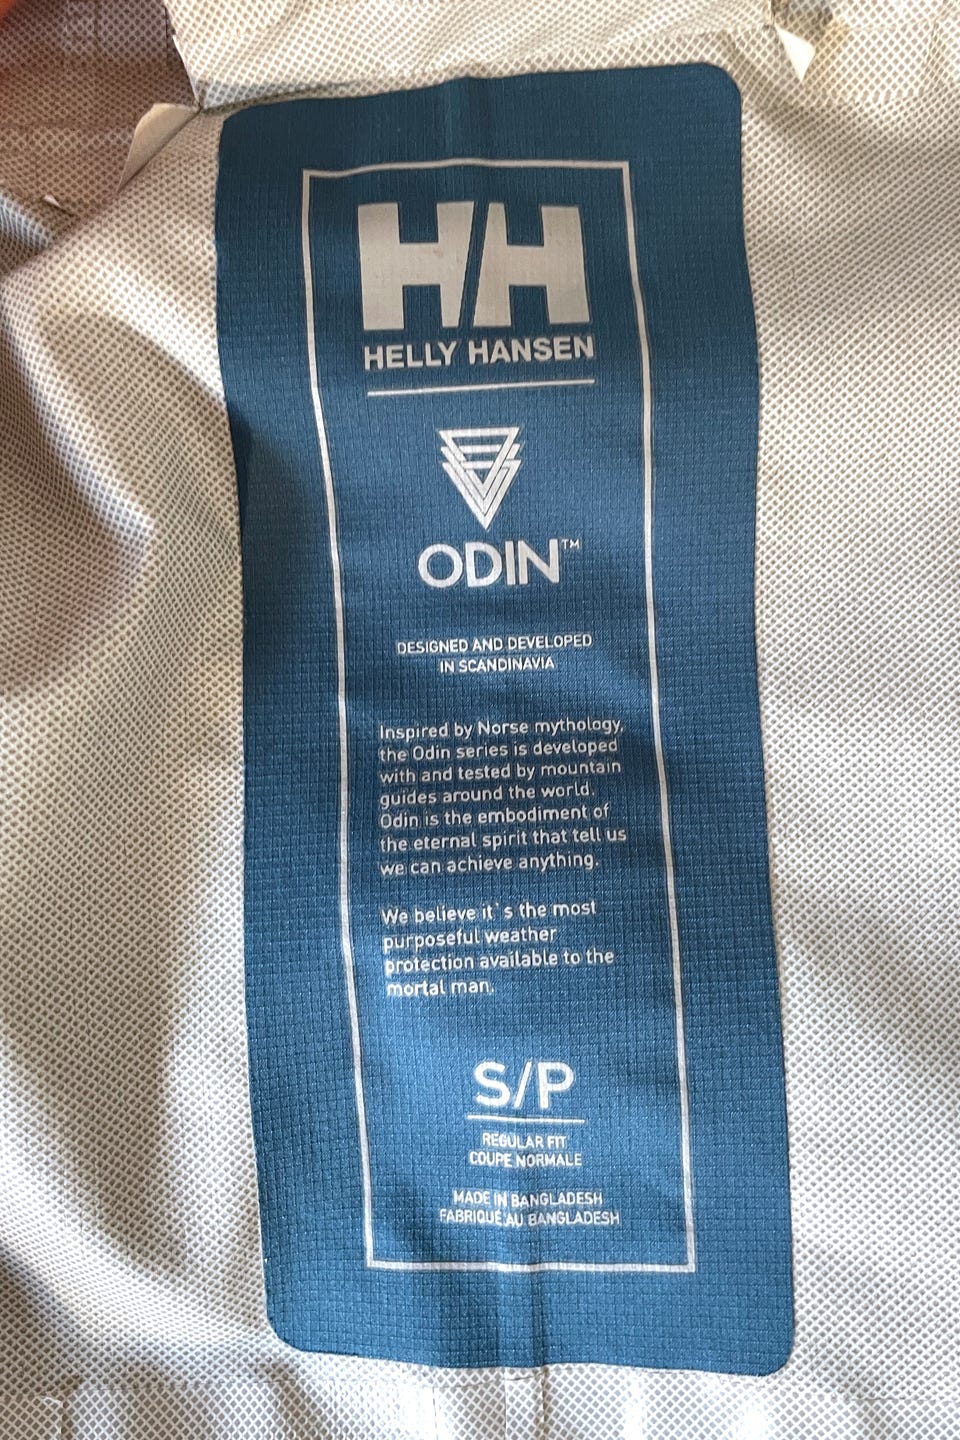 HH
HELLY HANSEN
ODIN™
DESIGNED AND DEVELOPED
IN SCANDINAVIA
Inspired by Norse mythology,
the Odin series is developed
with and tested by mountain
guides around the world.
Odin is the embodiment of
the eternal spirit that tell us
we can achieve anything.
We believe it`s the most
purposeful weather
protection available to the
mortal man.
S/P
REGULAR FIT
COUPE NORMALE
MADE IN BANGLADESH
FABRIQUE AU BANGLADESH